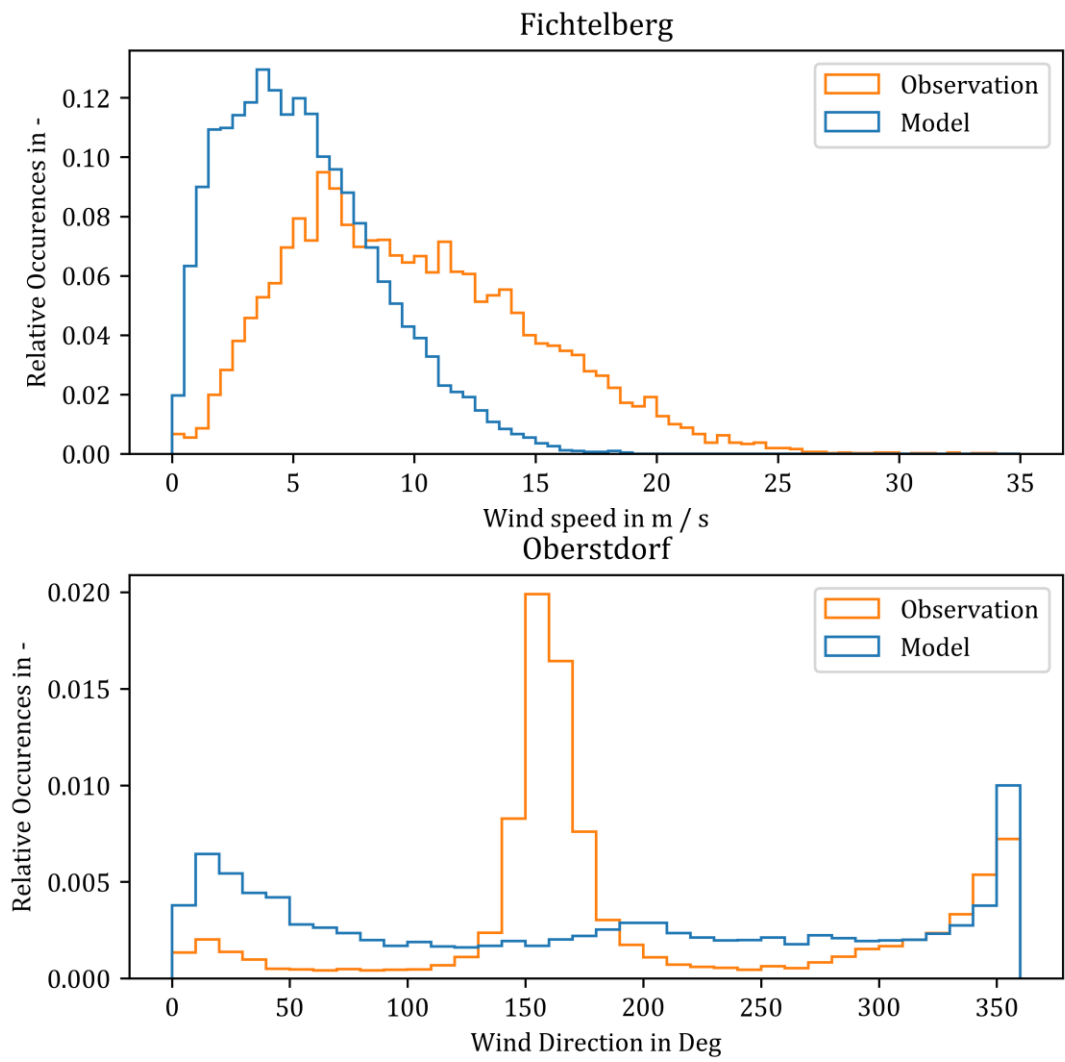 Fichtelberg
Observation
Model
Relative Occurences in -
0.12
0.10
0.08
0.06
0.04
0.02
0.00
0 5 10 15 20 25 30 35
Wind speed in m / s
Oberstdorf
Observation
Model
Relative Occurences in -
0.020
0.015
0.010
0.005
0.000
0 50 100 150 200 250 300 350
Wind Direction in Deg